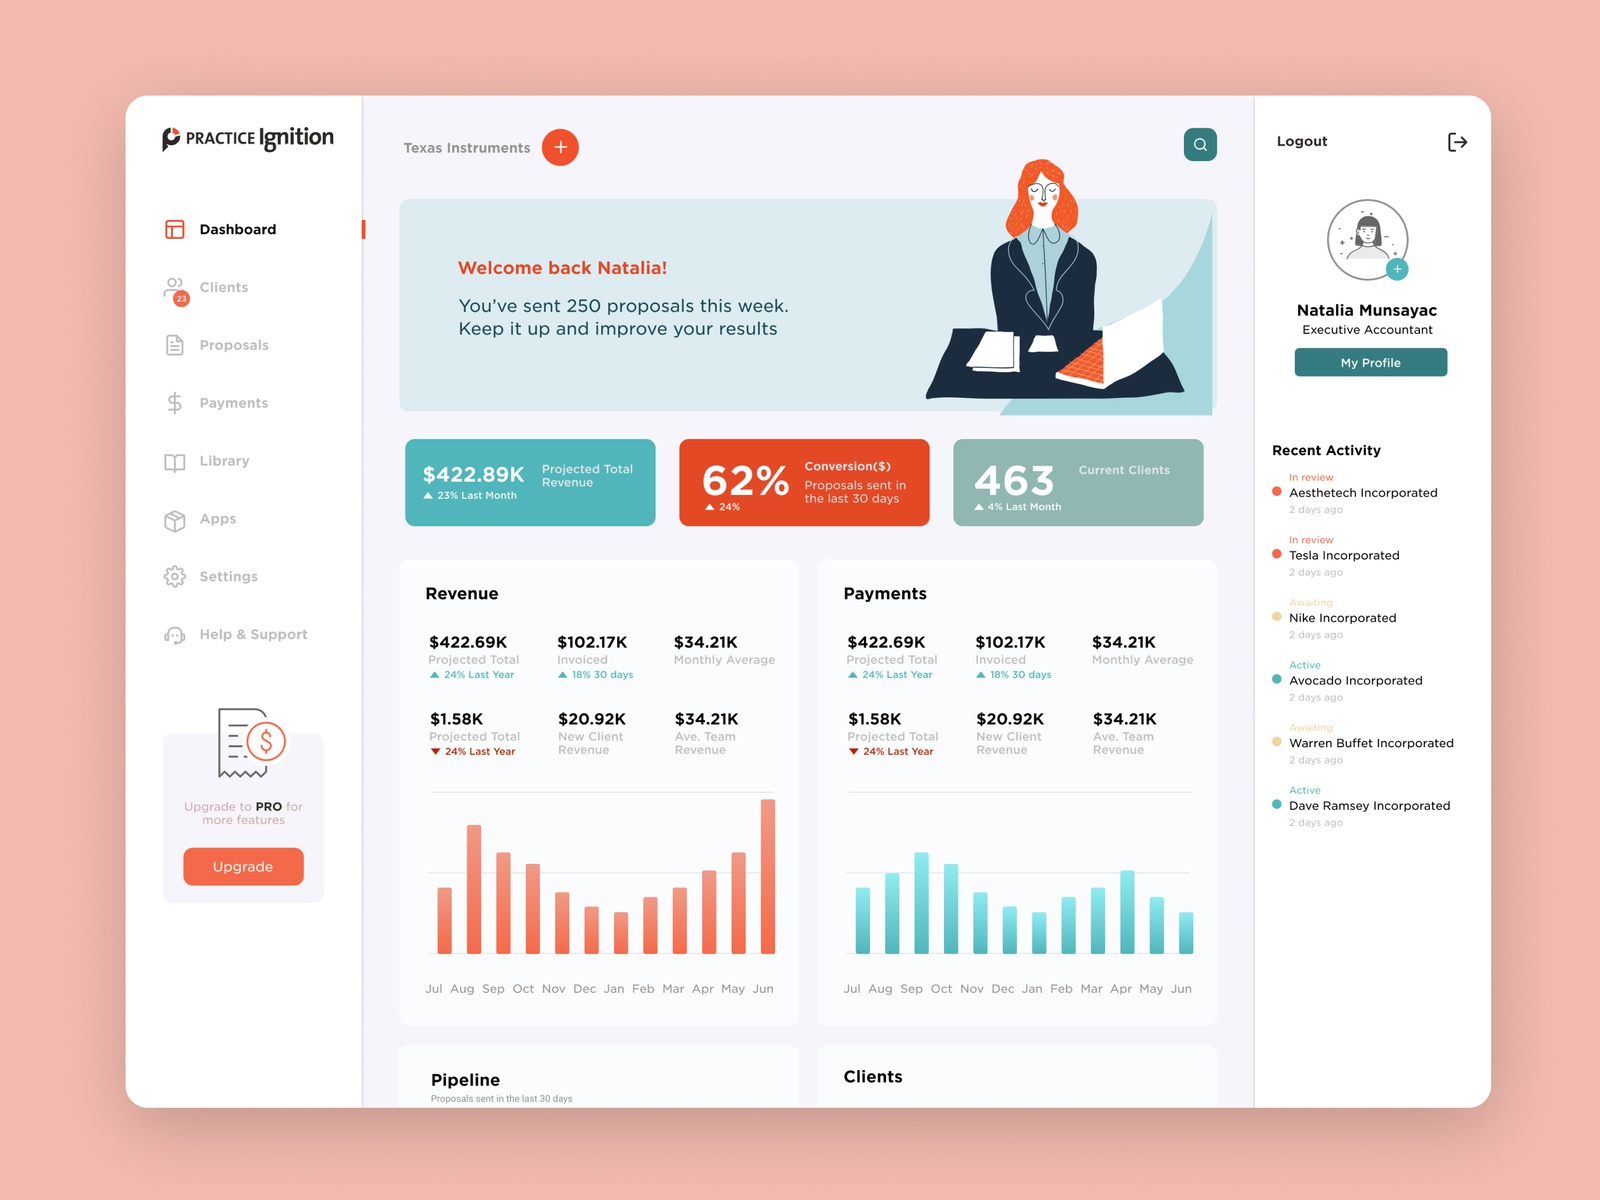 PRACTICE Ignition
Dashboard
Clients
23
Proposals
Payments
Library
Apps
Settings
Help & Support
$
Upgrade to PRO for
more features
Upgrade
Texas Instruments
+
Welcome back Natalia!
You’ve sent 250 proposals this week.
Keep it up and improve your results
$422.89K
Projected Total
Revenue
23% Last Month
62%
Conversion($)
Proposals sent in
the last 30 days
24%
463
Current Clients
4% Last Month
Revenue
$422.69K
Projected Total
24% Last Year
$102.17K
Invoiced
18% 30 days
$34.21K
Monthly Average
$1.58K
Projected Total
24% Last Year
$20.92K
New Client
Revenue
$34.21K
Ave. Team
Revenue
Jul Aug Sep Oct Nov Dec Jan Feb Mar Apr May Jun
Payments
$422.69K
Projected Total
24% Last Year
$102.17K
Invoiced
18% 30 days
$34.21K
Monthly Average
$1.58K
Projected Total
24% Last Year
$20.92K
New Client
Revenue
$34.21K
Ave. Team
Revenue
Jul Aug Sep Oct Nov Dec Jan Feb Mar Apr May Jun
Pipeline
Proposals sent in the last 30 days
Clients
Logout
+
Natalia Munsayac
Executive Accountant
My Profile
Recent Activity
In review
Aesthetech Incorporated
2 days ago
In review
Tesla Incorporated
2 days ago
Awaiting
Nike Incorporated
2 days ago
Active
Avocado Incorporated
2 days ago
Awaiting
Warren Buffet Incorporated
2 days ago
Active
Dave Ramsey Incorporated
2 days ago